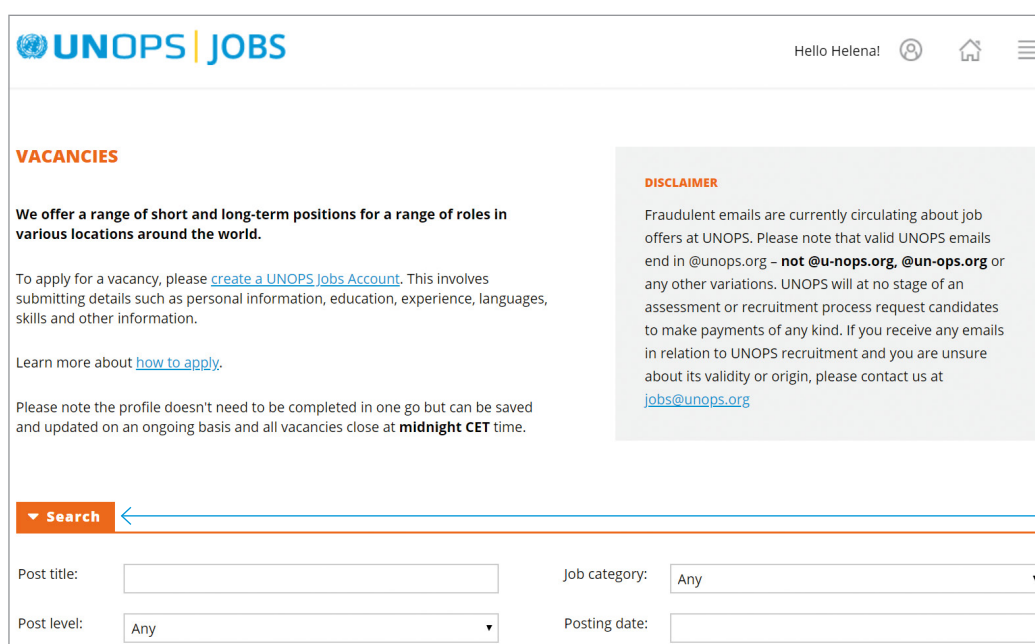 UNOPS JOBS
Hello Helena!
VACANCIES
We offer a range of short and long-term positions for a range of roles in
various locations around the world.
To apply for a vacancy, please create a UNOPS Jobs Account. This involves
submitting details such as personal information, education, experience, languages,
skills and other information.
Learn more about how to apply.
Please note the profile doesn't need to be completed in one go but can be saved
and updated on an ongoing basis and all vacancies close at midnight CET time.
DISCLAIMER
Fraudulent emails are currently circulating about job
offers at UNOPS. Please note that valid UNOPS emails
end in @unops.org – not @u-nops.org, @un-ops.org or
any other variations. UNOPS will at no stage of an
assessment or recruitment process request candidates
to make payments of any kind. If you receive any emails
in relation to UNOPS recruitment and you are unsure
about its validity or origin, please contact us at
jobs@unops.org
Search
Post title:
Job category: Any
Post level: Any
Posting date: